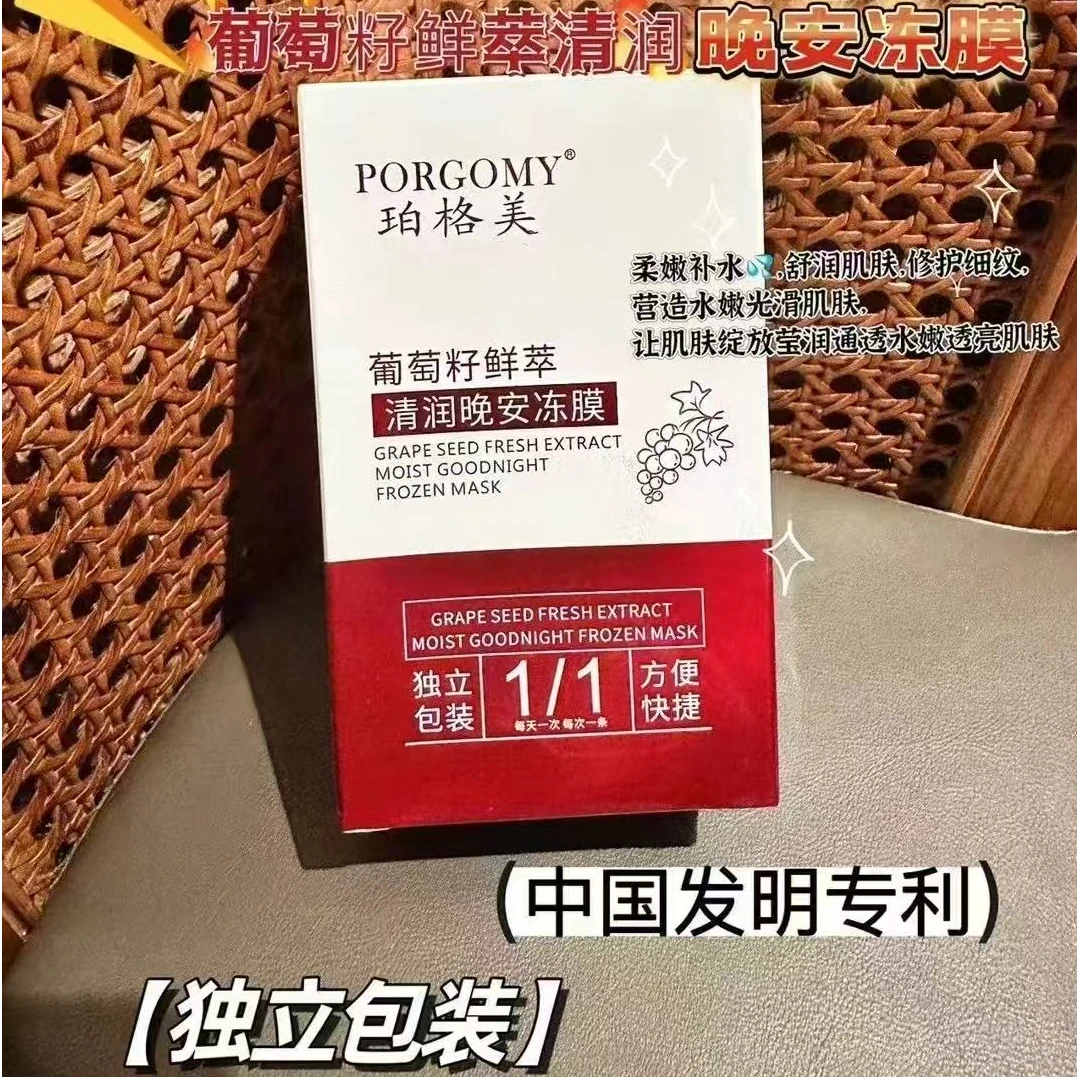 葡萄籽鲜萃清润晚安冻膜
PORGOMY®
珀格美
柔嫩补水💦,舒润肌肤,修护细纹,
营造水嫩光滑肌肤,
让肌肤绽放莹润通透水嫩透亮肌肤
葡萄籽鲜萃
清润晚安冻膜
GRAPE SEED FRESH EXTRACT
MOIST GOODNIGHT
FROZEN MASK
GRAPE SEED FRESH EXTRACT
MOIST GOODNIGHT FROZEN MASK
独立
包装
1/1
每天一次 每次一条
方便
快捷
(中国发明专利)
【独立包装】